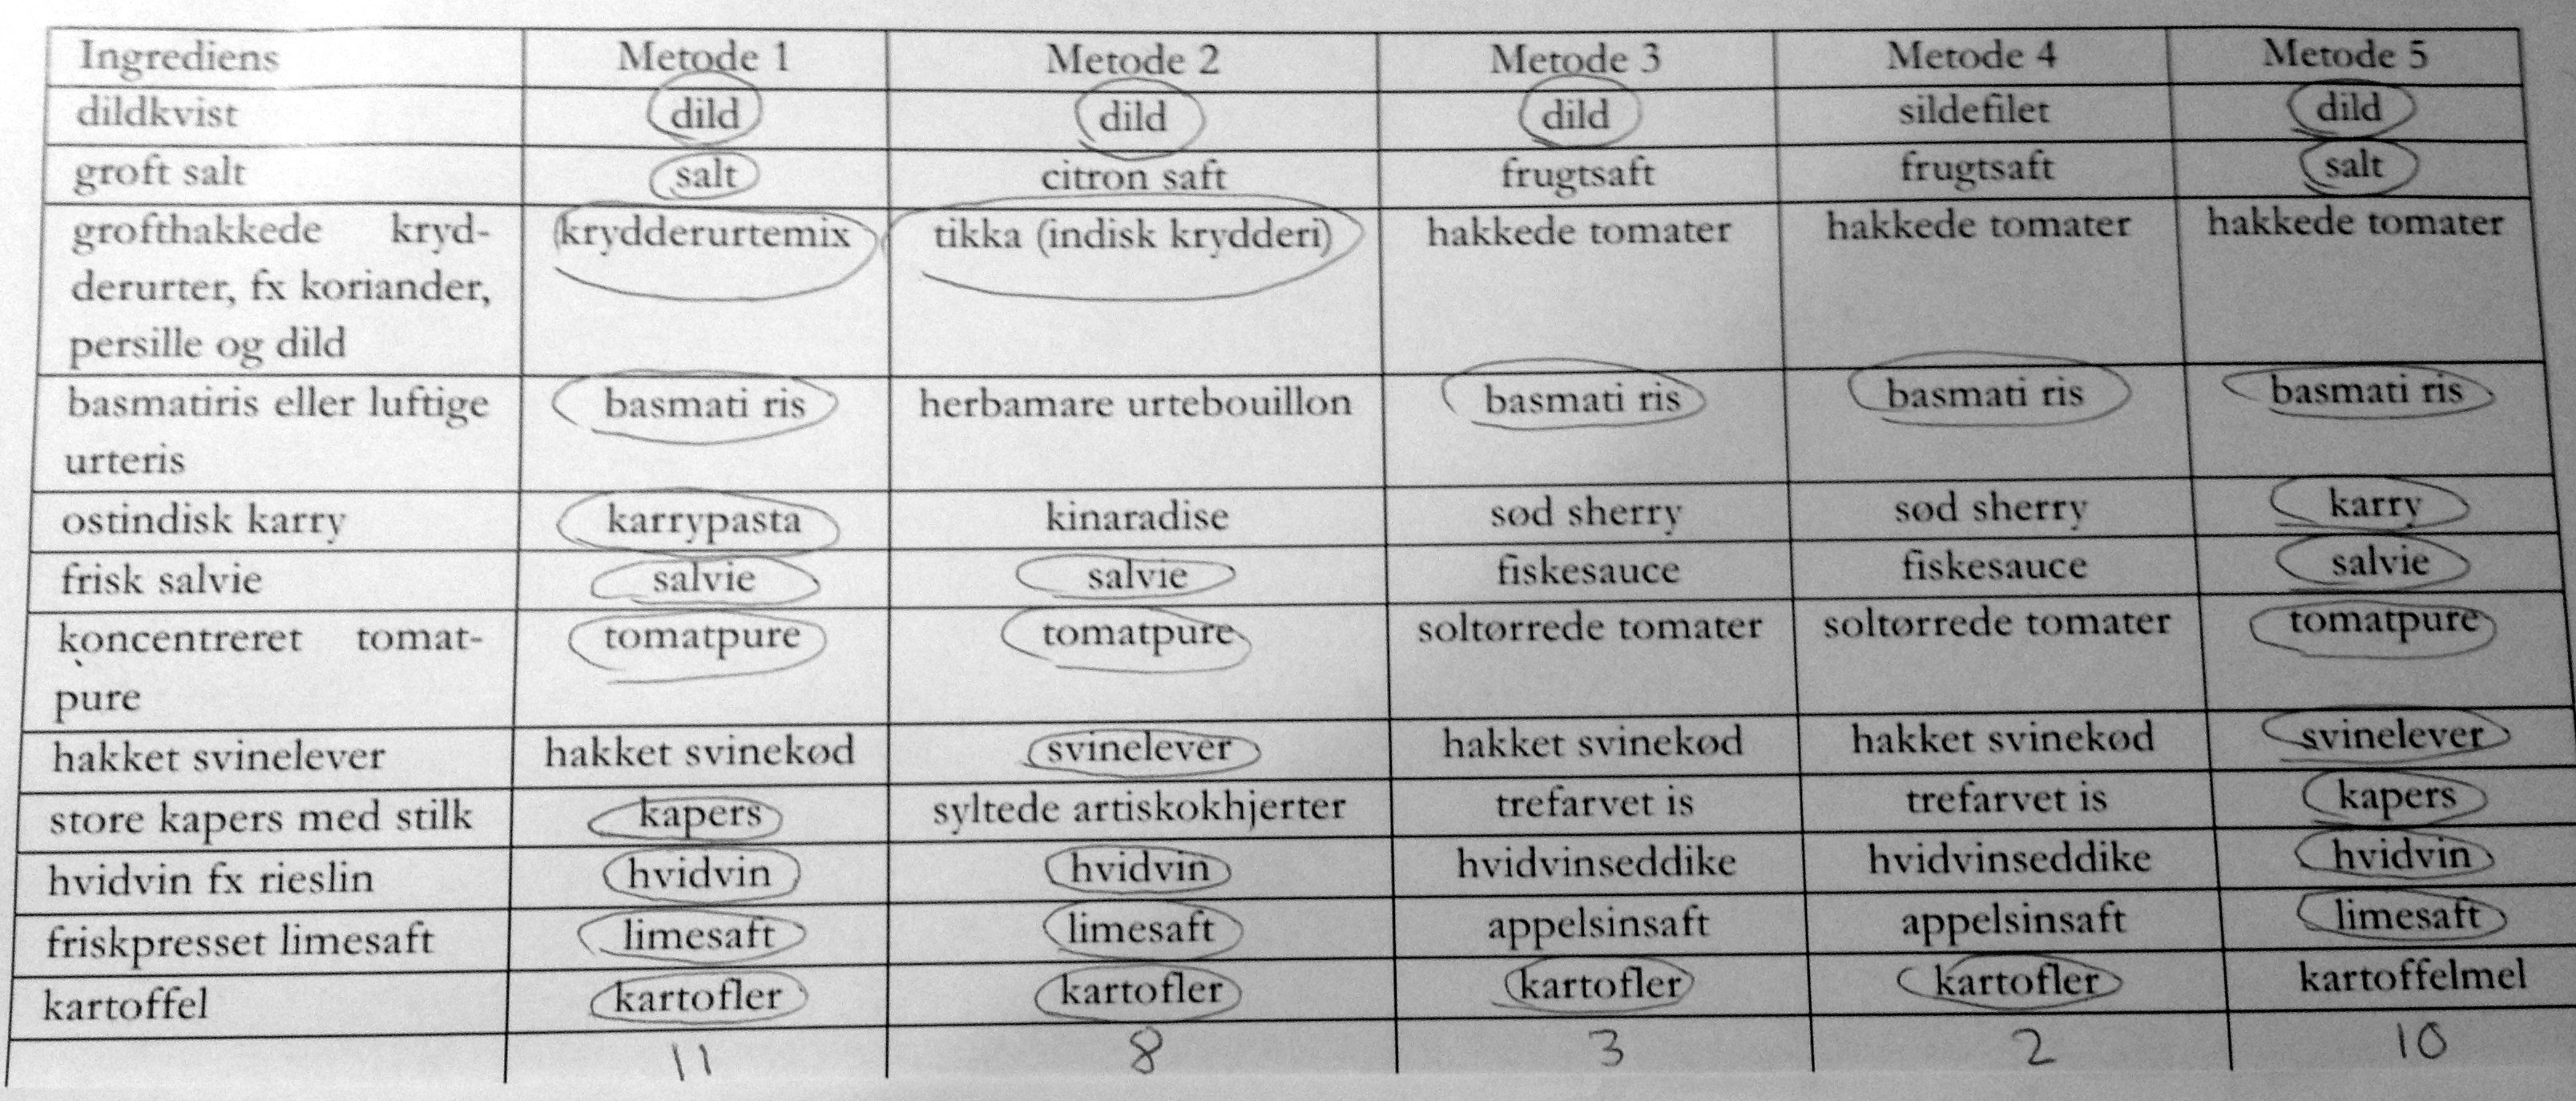 Ingrediens Metode 1 Metode 2 Metode 3 Metode 4 Metode 5
dildkvist dild dild dild sildefilet dild
groft salt salt citron saft frugtsaft frugtsaft salt
grofthakkede kryd- krydderurtemix tikka (indisk krydderi) hakkede tomater hakkede tomater hakkede tomater
derurter, fx koriander,
persille og dild
basmatiris eller luftige basmati ris herbamare urtebouillon basmati ris basmati ris basmati ris
urteris
ostindisk karry karrypasta kinaradise sød sherry sød sherry karry
frisk salvie salvie salvie fiskesauce fiskesauce salvie
koncentreret tomat- tomatpure tomatpure soltørrede tomater soltørrede tomater tomatpure
pure
hakket svinelever hakket svinekød svinelever hakket svinekød hakket svinekød svinelever
store kapers med stilk kapers syltede artiskokhjerter trefarvet is trefarvet is kapers
hvidvin fx rieslin hvidvin hvidvin hvidvinseddike hvidvinseddike hvidvin
friskpresset limesaft limesaft limesaft appelsinsaft appelsinsaft limesaft
kartoffel kartofler kartofler kartofler kartofler kartoffelmel
11 8 3 2 10